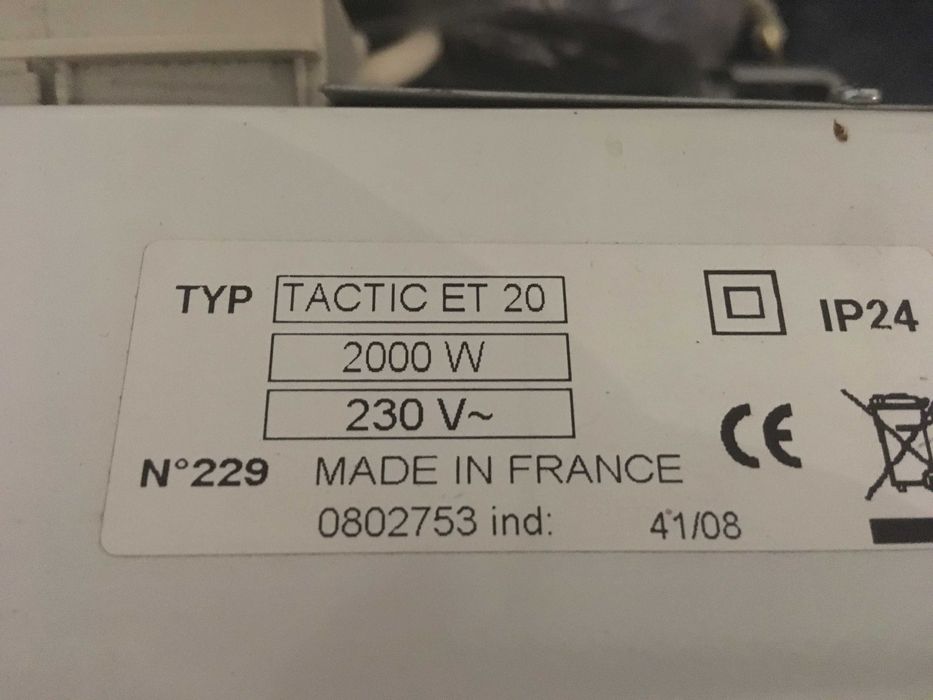 TYP TACTIC ET 20
IP24
2000 W
230 V~
CE
N°229 MADE IN FRANCE
0802753 ind: 41/08